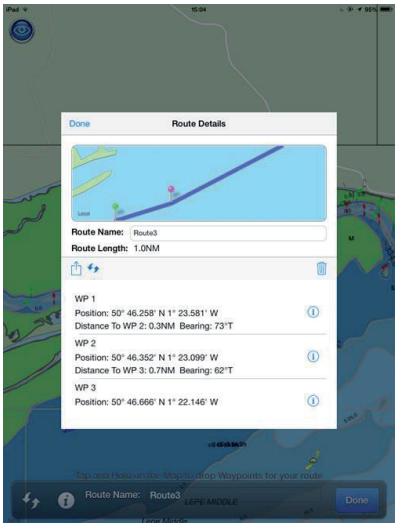 iPad
15:04
95%
Done
Route Details
Route Name: Route3
Route Length: 1.0NM
WP 1
Position: 50° 46.258' N 1° 23.581' W
Distance To WP 2: 0.3NM Bearing: 73°T
WP 2
Position: 50° 46.352' N 1° 23.099' W
Distance To WP 3: 0.7NM Bearing: 62°T
WP 3
Position: 50° 46.666' N 1° 22.146' W
Tap and Hold on the Map to drop Waypoints for your route
Route Name: Route3
LEPE MIDDLE
Done
Lepe Middle